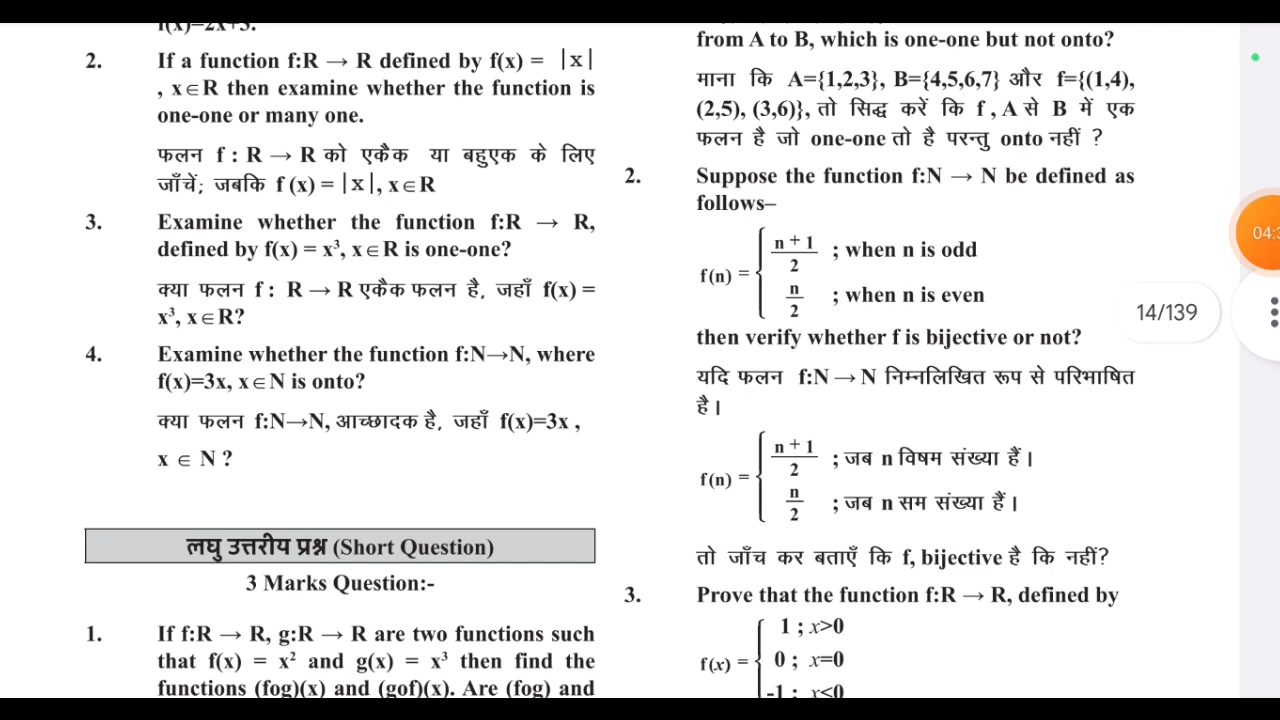 f(x)=2x+3.
2. If a function f:R → R defined by f(x) = |x|
, x∈R then examine whether the function is
one-one or many one.
फलन f : R → R को एकैक या बहुएक के लिए
जाँचें; जबकि f (x) = |x|, x∈R
3. Examine whether the function f:R → R,
defined by f(x) = x³, x∈R is one-one?
क्या फलन f : R → R एकैक फलन है, जहाँ f(x) =
x³, x∈R?
4. Examine whether the function f:N→N, where
f(x)=3x, x∈N is onto?
क्या फलन f:N→N, आच्छादक है, जहाँ f(x)=3x ,
x ∈ N ?
लघु उत्तरीय प्रश्न (Short Question)
3 Marks Question:-
1. If f:R → R, g:R → R are two functions such
that f(x) = x² and g(x) = x³ then find the
functions (fog)(x) and (gof)(x). Are (fog) and
from A to B, which is one-one but not onto?
माना कि A={1,2,3}, B={4,5,6,7} और f={(1,4),
(2,5), (3,6)}, तो सिद्ध करें कि f , A से B में एक
फलन है जो one-one तो है परन्तु onto नहीं ?
2. Suppose the function f:N → N be defined as
follows–
f(n) = { n + 1 / 2 ; when n is odd
n / 2 ; when n is even
then verify whether f is bijective or not?
यदि फलन f:N → N निम्नलिखित रूप से परिभाषित
है।
f(n) = { n + 1 / 2 ; जब n विषम संख्या हैं।
n / 2 ; जब n सम संख्या हैं।
तो जाँच कर बताएँ कि f, bijective है कि नहीं?
3. Prove that the function f:R → R, defined by
f(x) = { 1 ; x>0
0 ; x=0
-1 ; x<0
14/139